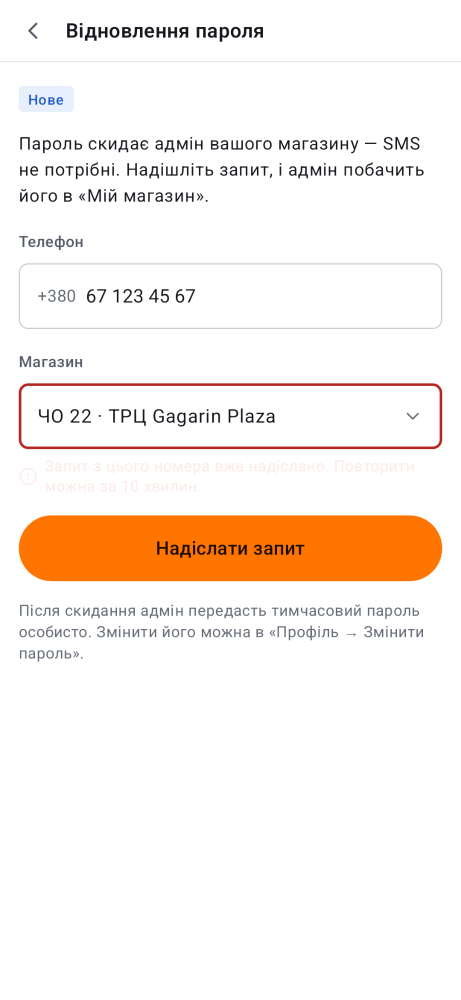 Відновлення пароля
Нове
Пароль скидає адмін вашого магазину — SMS
не потрібні. Надішліть запит, і адмін побачить
його в «Мій магазин».
Телефон
+380 67 123 45 67
Магазин
ЧО 22 · ТРЦ Gagarin Plaza
Запит з цього номера вже надіслано. Повторити
можна за 10 хвилин.
Надіслати запит
Після скидання адмін передасть тимчасовий пароль
особисто. Змінити його можна в «Профіль → Змінити
пароль».